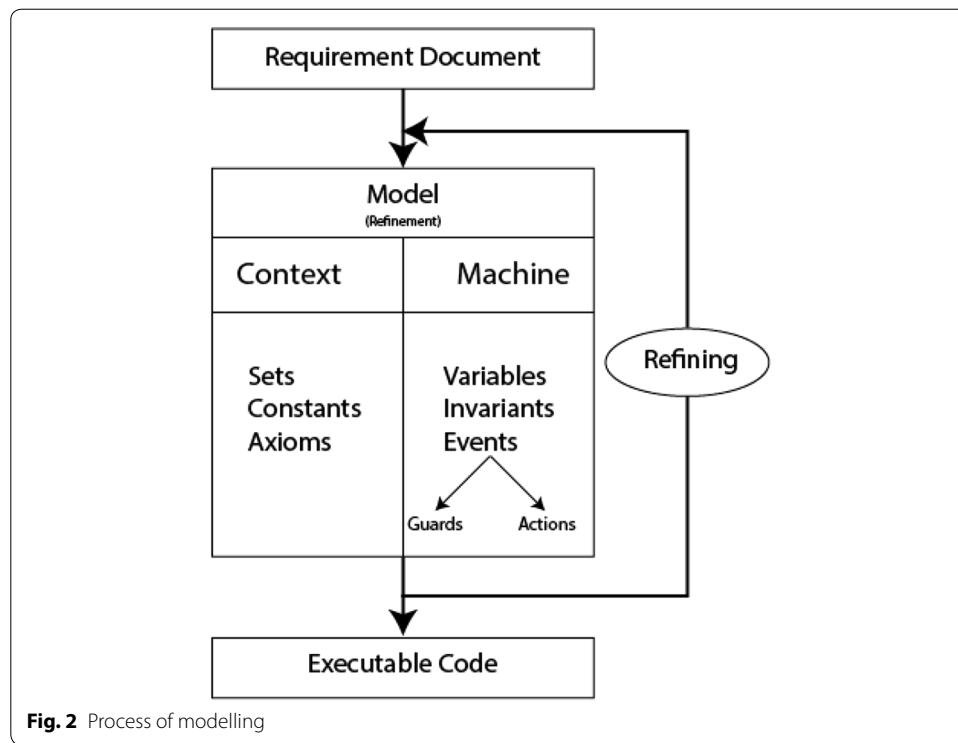 Requirement Document
Model
(Refinement)
Context
Machine
Sets
Constants
Axioms
Variables
Invariants
Events
Guards
Actions
Refining
Executable Code
Fig. 2 Process of modelling